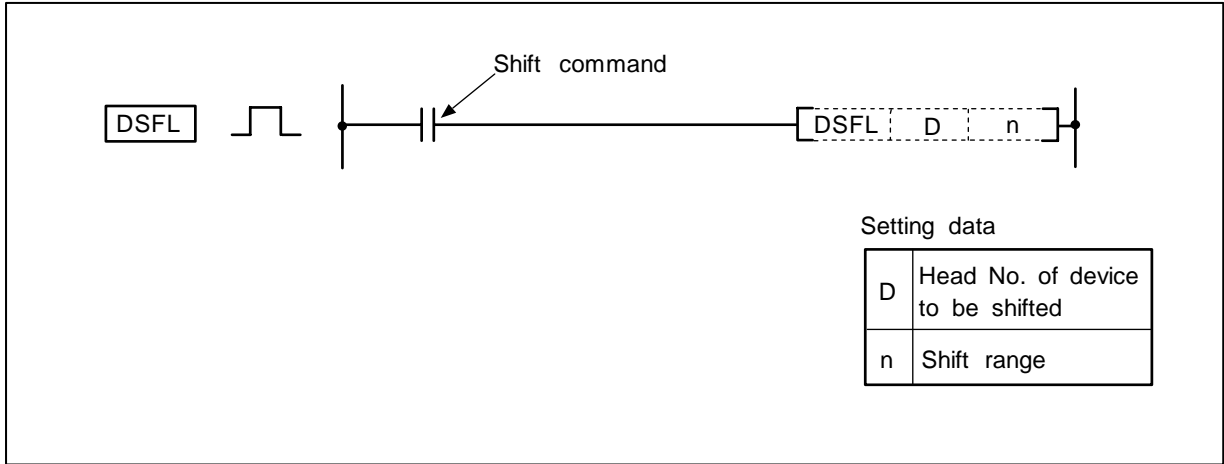 Shift command
DSFL
DSFL D n
Setting data
D Head No. of device
to be shifted
n Shift range